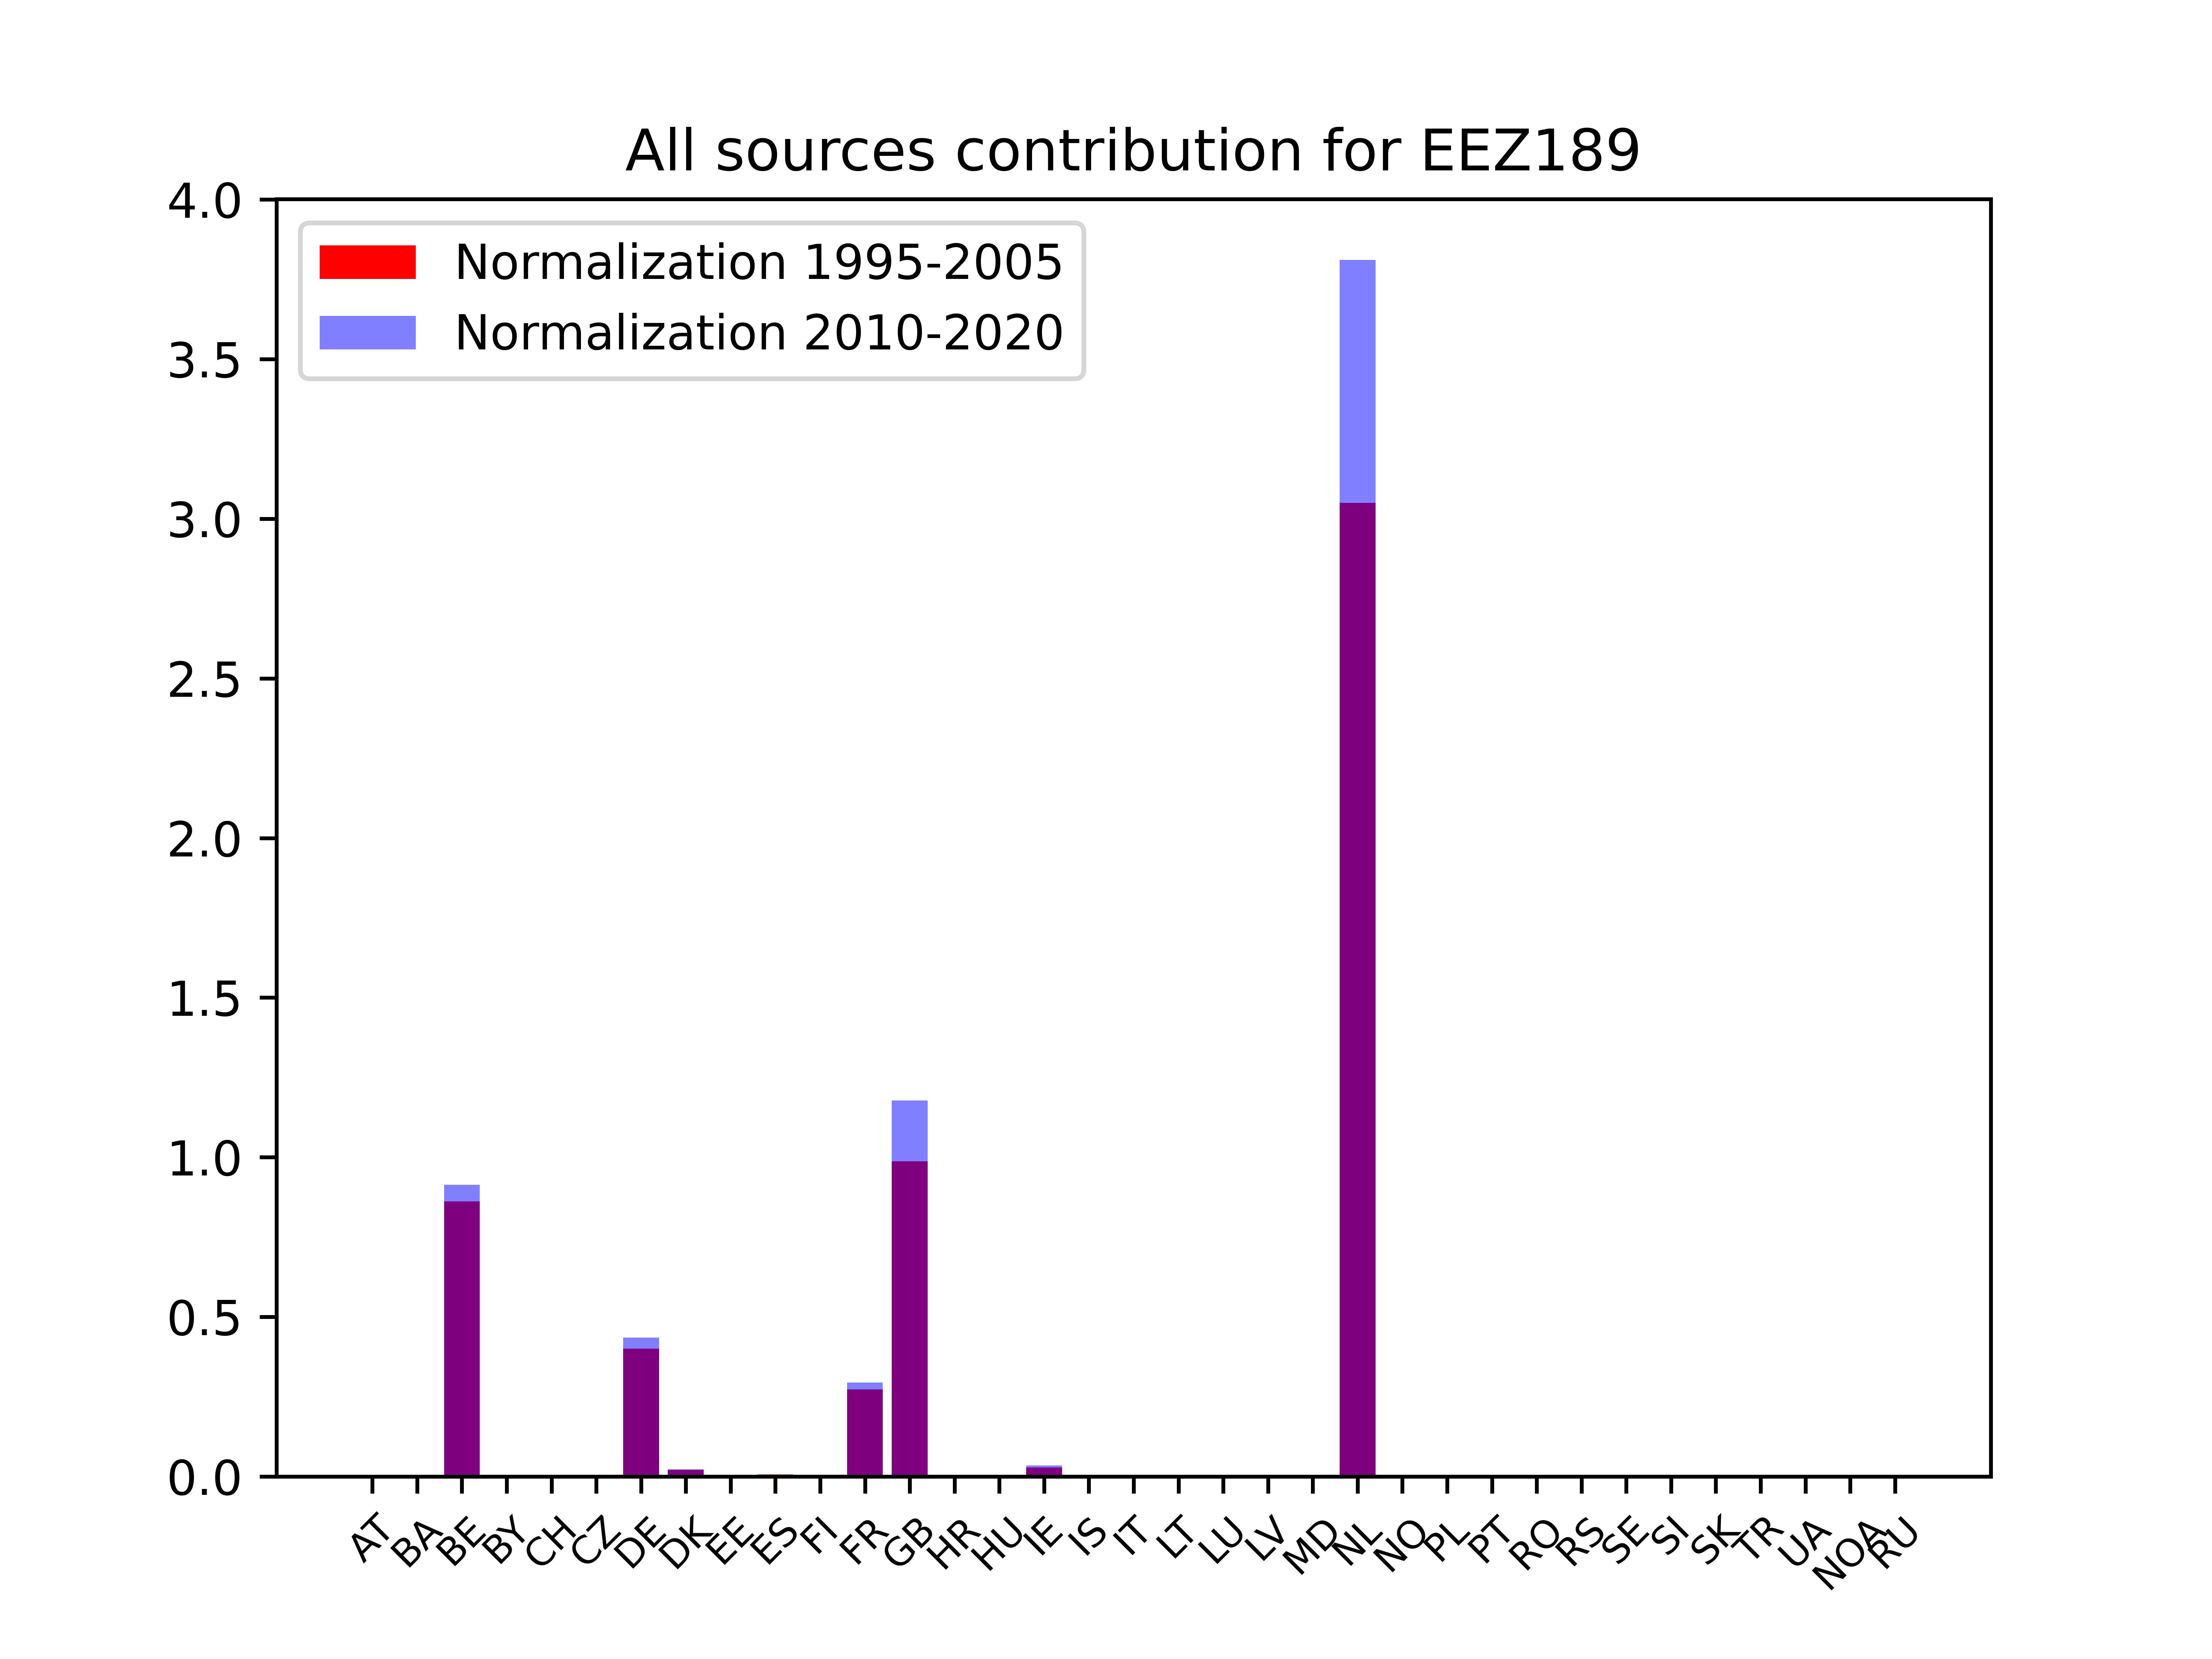 All sources contribution for EEZ189
4.0
3.5
3.0
2.5
2.0
1.5
1.0
0.5
0.0
Normalization 1995-2005
Normalization 2010-2020
AT BA BE BY CH CZ DE DK EE ES FI FR GB HR HU IE IS IT LT LU LV MD NL NO PL PT RO RS SE SI SK TR UA NOA RU